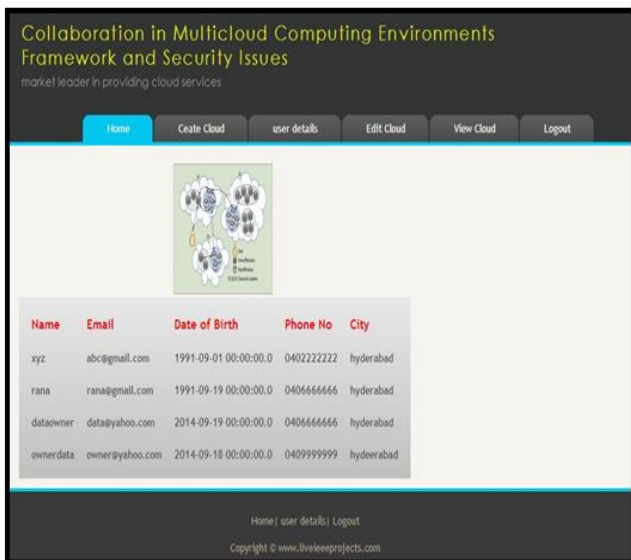 Collaboration in Multicloud Computing Environments
Framework and Security Issues
market leader in providing cloud services
Home Ceate Cloud user details Edit Cloud View Cloud Logout
Name Email Date of Birth Phone No City
xyz abc@gmail.com 1991-09-01 00:00:00.0 0402222222 hyderabad
rana rana@gmail.com 1991-09-19 00:00:00.0 0406666666 hyderabad
dataowner data@yahoo.com 2014-09-19 00:00:00.0 0406666666 hyderabad
ownerdata owner@yahoo.com 2014-09-18 00:00:00.0 0409999999 hydeerabad
Home| user details| Logout
Copyright © www.liveieeeprojects.com